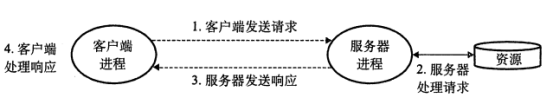 1. 客户端发送请求
4. 客户端
处理响应
客户端
进程
服务器
进程
资源
2. 服务器
处理请求
3. 服务器发送响应